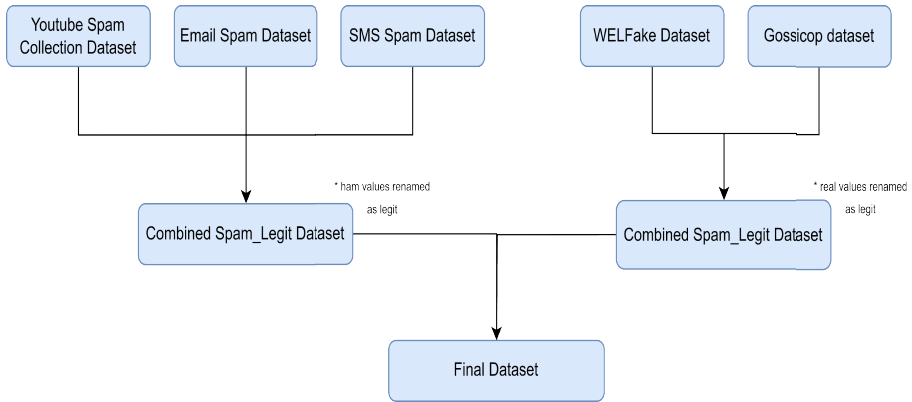 Youtube Spam
Collection Dataset
Email Spam Dataset
SMS Spam Dataset
WELFake Dataset
Gossicop dataset
* ham values renamed
as legit
* real values renamed
as legit
Combined Spam_Legit Dataset
Combined Spam_Legit Dataset
Final Dataset